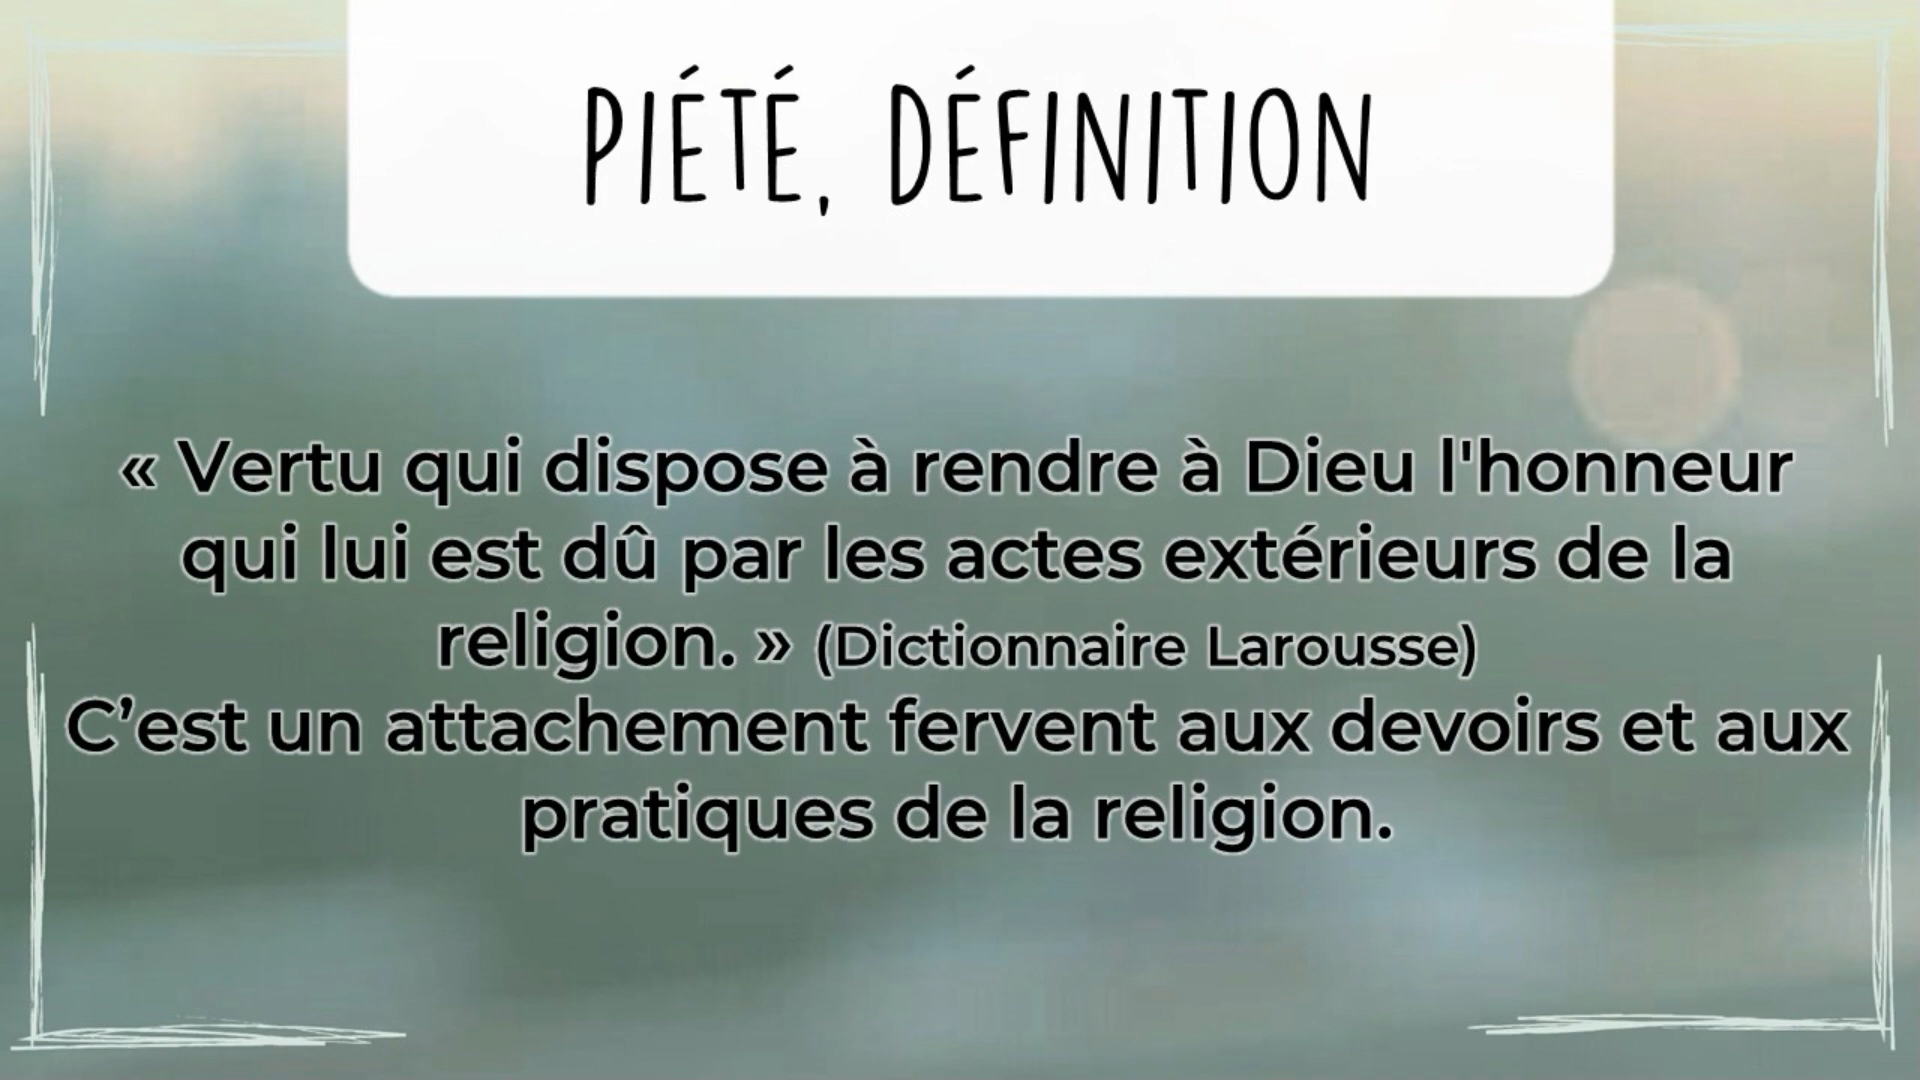 PIÉTÉ, DÉFINITION
« Vertu qui dispose à rendre à Dieu l'honneur
qui lui est dû par les actes extérieurs de la
religion. » (Dictionnaire Larousse)
C’est un attachement fervent aux devoirs et aux
pratiques de la religion.